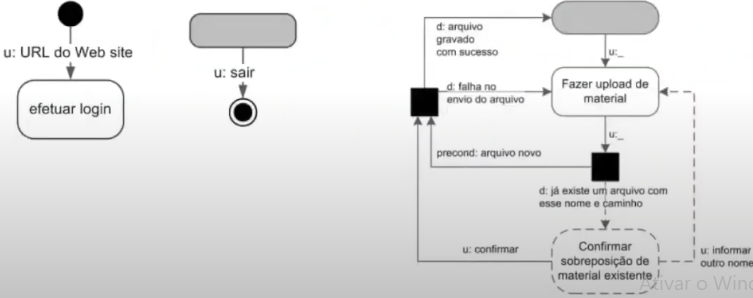 u: URL do Web site
efetuar login
u: sair
d: arquivo
gravado
com sucesso
u:_
d: falha no
envio do arquivo
Fazer upload de
material
u:_
precond: arquivo novo
d: já existe um arquivo com
esse nome e caminho
u: confirmar
Confirmar
sobreposição de
material existente
u: informar
outro nome
Ativar o Wind